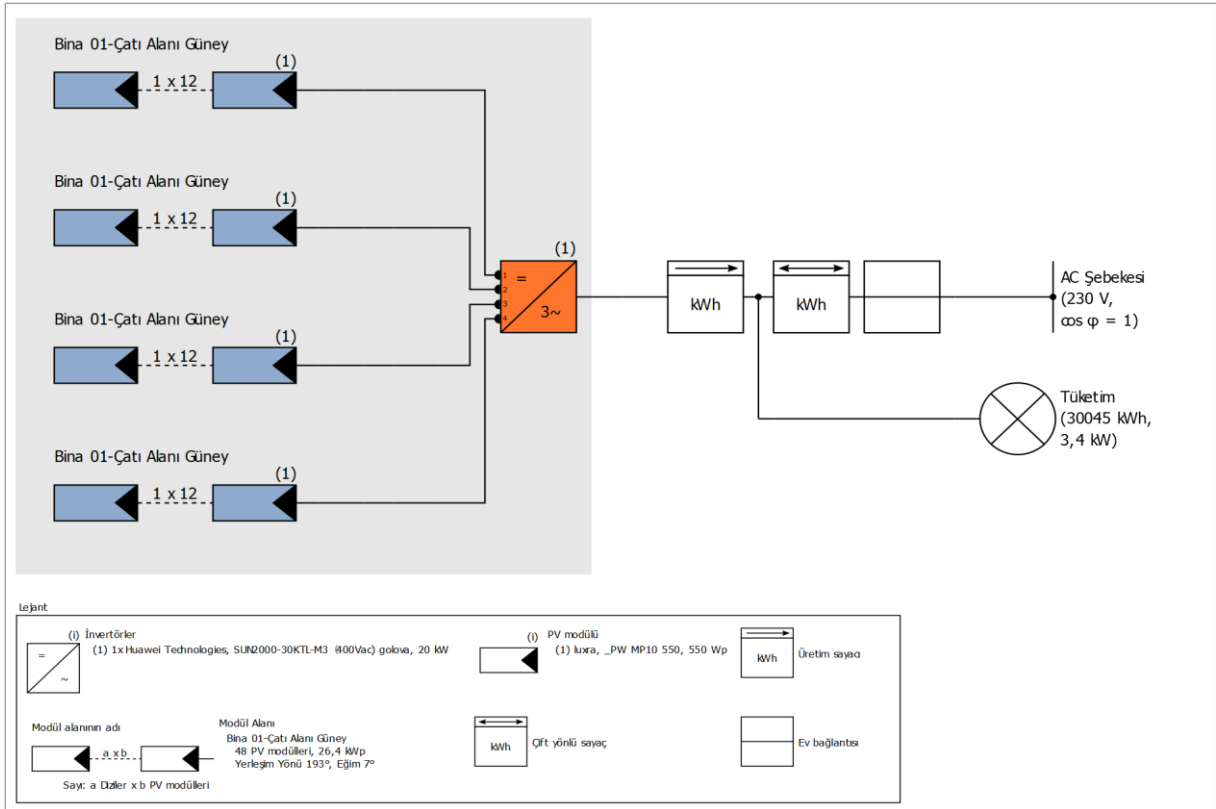 Bina 01-Çatı Alanı Güney
(1)
1 x 12
Bina 01-Çatı Alanı Güney
(1)
1 x 12
Bina 01-Çatı Alanı Güney
(1)
1 x 12
Bina 01-Çatı Alanı Güney
(1)
1 x 12
(1)
1
2
3
4
=
3~
kWh
kWh
AC Şebekesi
(230 V,
cos φ = 1)
Tüketim
(30045 kWh,
3,4 kW)
Lejant
(i) İnvertörler
(1) 1x Huawei Technologies, SUN2000-30KTL-M3 (400Vac) golova, 20 kW
=
~
(i) PV modülü
(1) luxra, _PW MP10 550, 550 Wp
kWh
Üretim sayacı
Modül alanının adı
a x b
Sayı: a Diziler x b PV modülleri
Modül Alanı
Bina 01-Çatı Alanı Güney
48 PV modülleri, 26,4 kWp
Yerleşim Yönü 193°, Eğim 7°
kWh
Çift yönlü sayaç
Ev bağlantısı